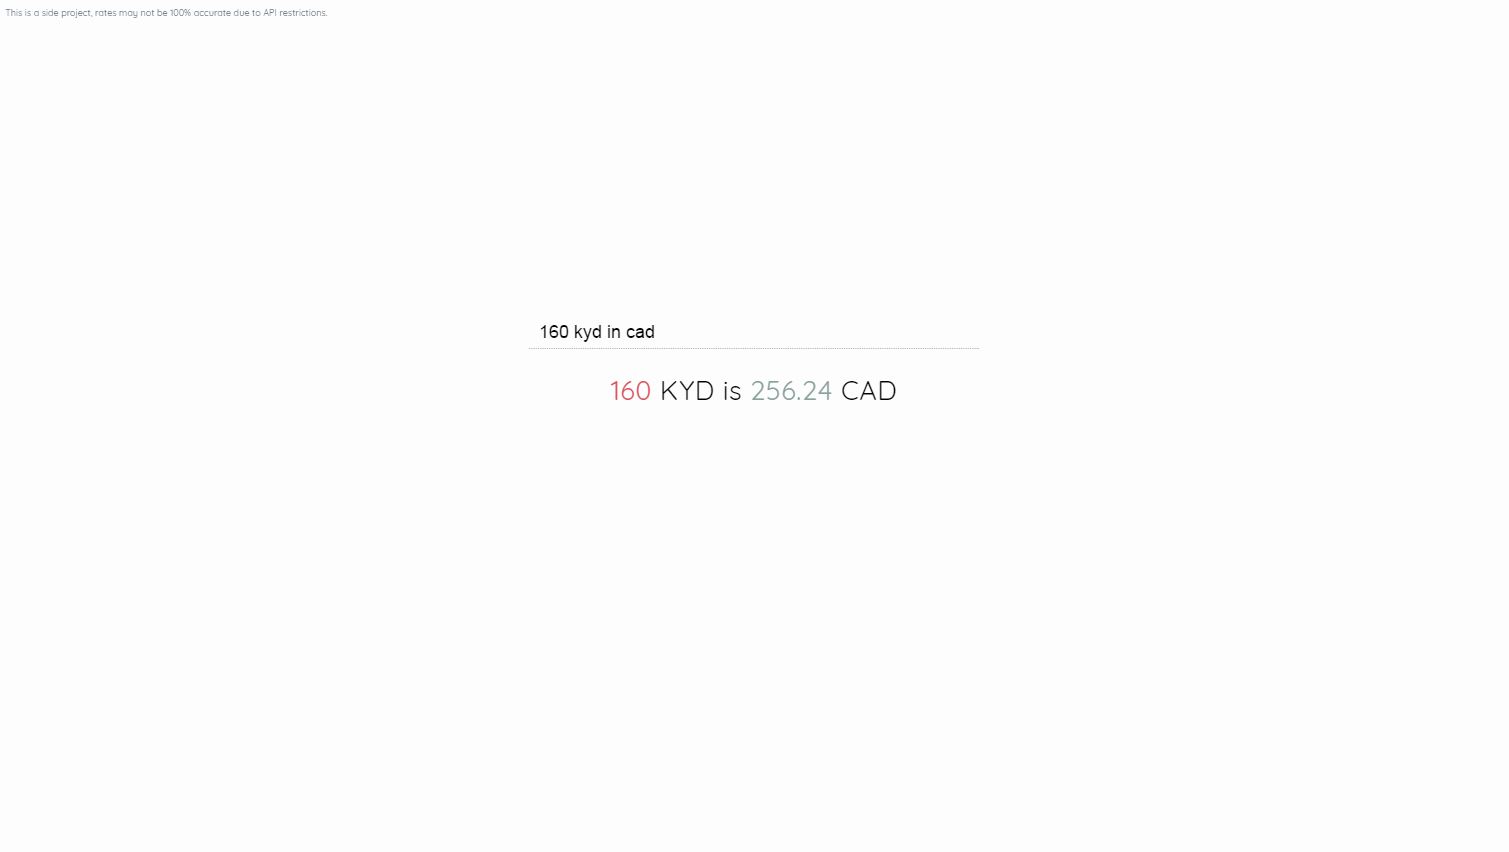 This is a side project, rates may not be 100% accurate due to API restrictions.
160 kyd in cad
160 KYD is 256.24 CAD